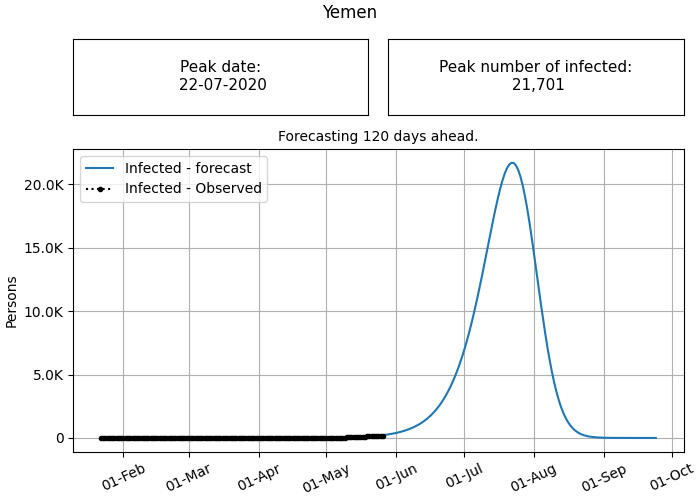 Yemen
Peak date:
22-07-2020
Peak number of infected:
21,701
Forecasting 120 days ahead.
Infected - forecast
Infected - Observed
Persons
20.0K
15.0K
10.0K
5.0K
0
01-Feb
01-Mar
01-Apr
01-May
01-Jun
01-Jul
01-Aug
01-Sep
01-Oct